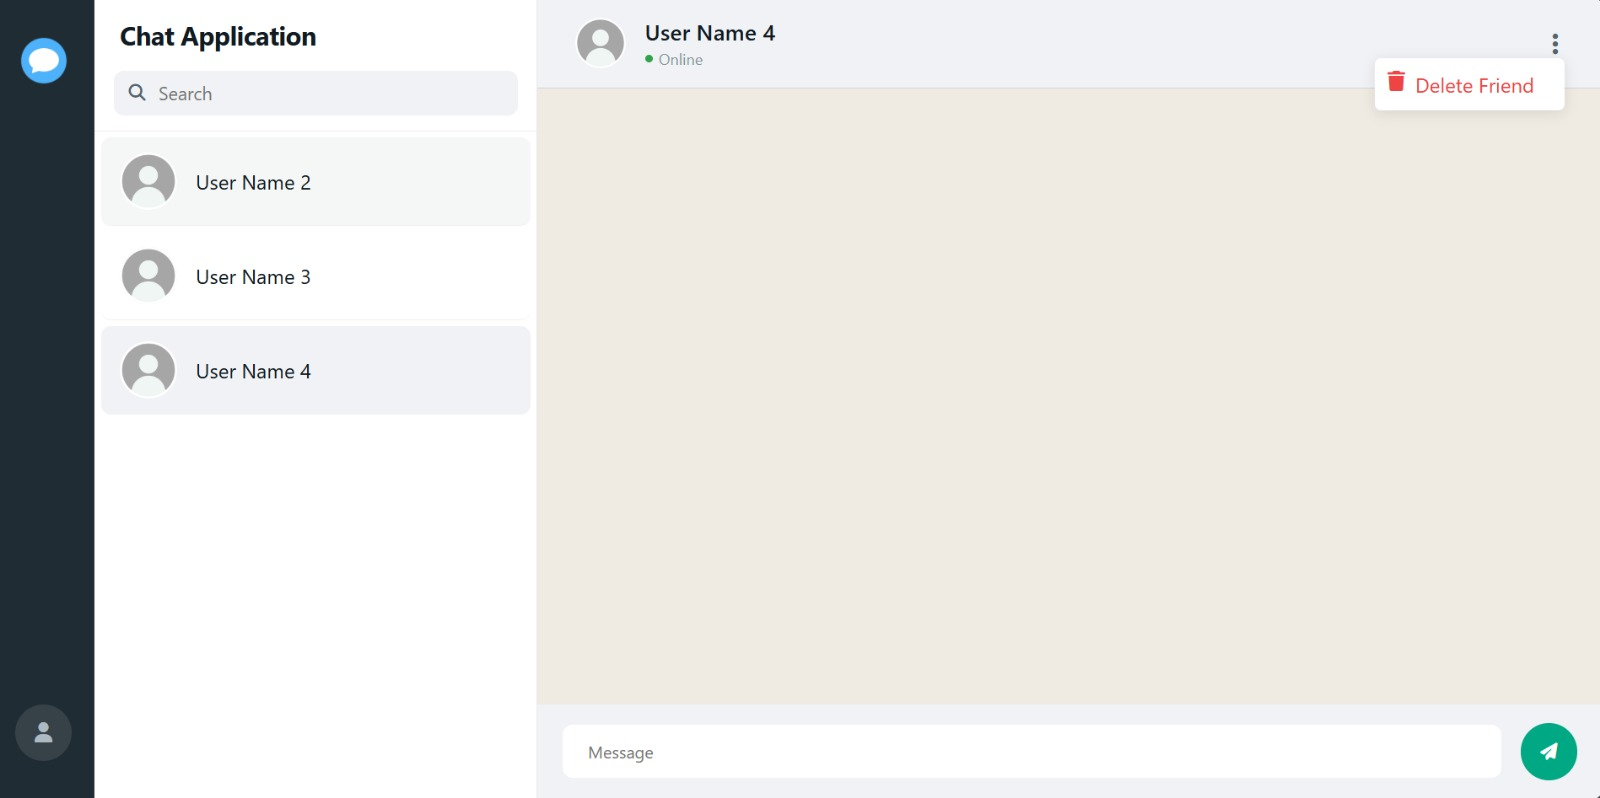 Chat Application
Search
User Name 2
User Name 3
User Name 4
User Name 4
Online
Delete Friend
Message